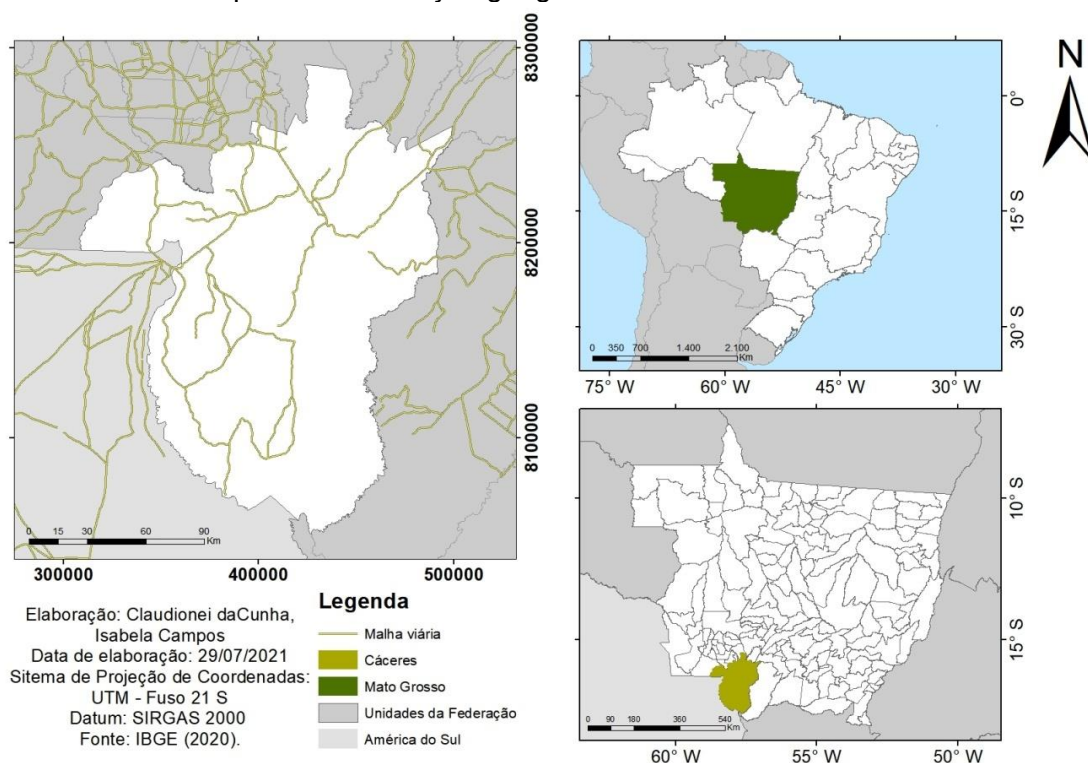 8300000
8200000
8100000
0 15 30 60 90
Km
300000 400000 500000
N
0°
15° S
30° S
0 350 700 1.400 2.100
Km
75° W 60° W 45° W 30° W
10° S
15° S
0 90 180 360 540
Km
60° W 55° W 50° W
Elaboração: Claudionei daCunha,
Isabela Campos
Data de elaboração: 29/07/2021
Sitema de Projeção de Coordenadas:
UTM - Fuso 21 S
Datum: SIRGAS 2000
Fonte: IBGE (2020).
Legenda
Malha viária
Cáceres
Mato Grosso
Unidades da Federação
América do Sul